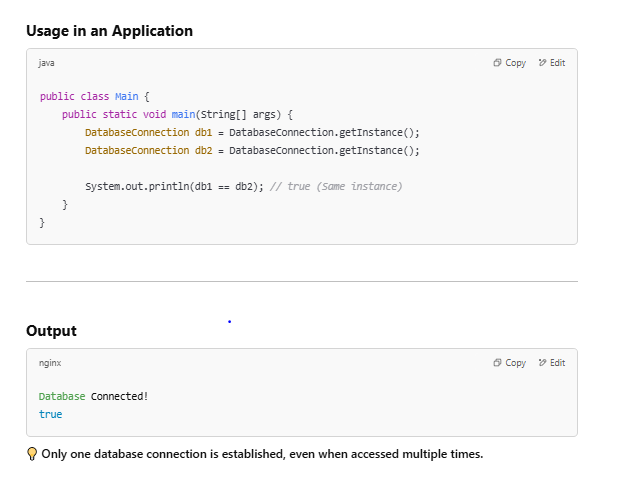 Usage in an Application
java Copy Edit
public class Main {
    public static void main(String[] args) {
        DatabaseConnection db1 = DatabaseConnection.getInstance();
        DatabaseConnection db2 = DatabaseConnection.getInstance();

        System.out.println(db1 == db2); // true (Same instance)
    }
}
Output
nginx Copy Edit
Database Connected!
true
💡 Only one database connection is established, even when accessed multiple times.